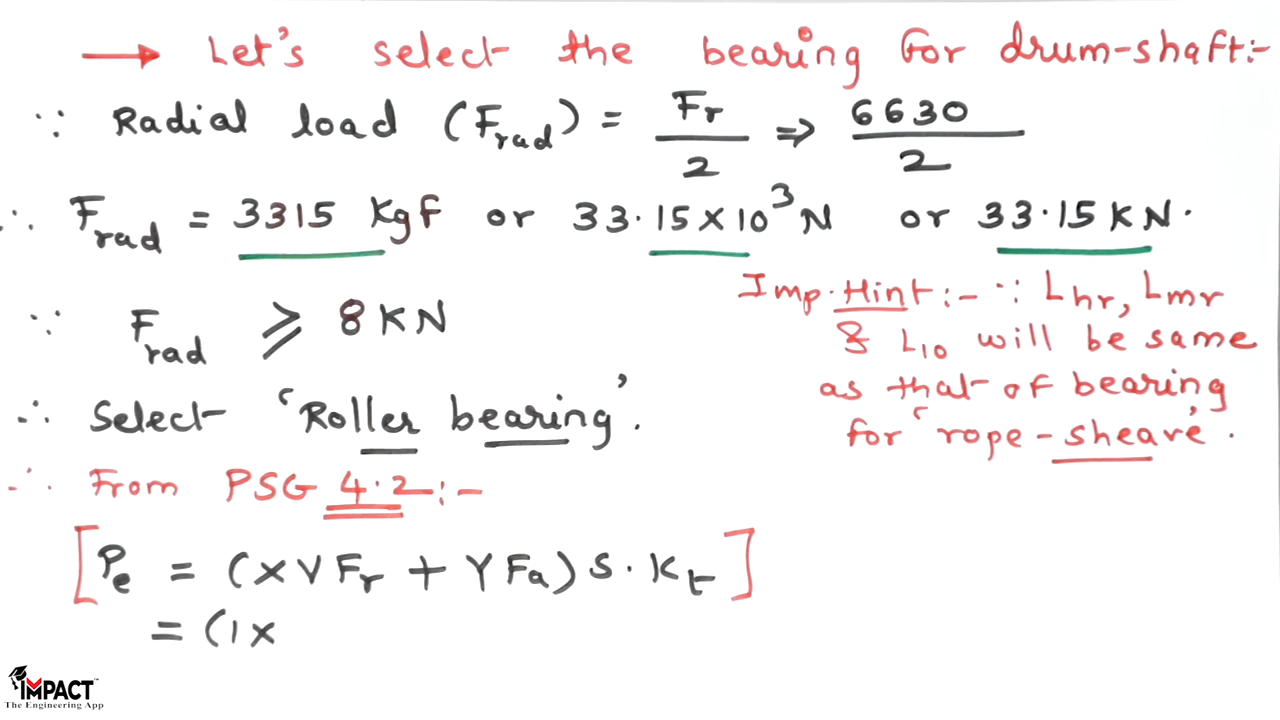 → Let's select the bearing for drum-shaft:-
∵ Radial load (Frad) = Fr/2 ⇒ 6630/2
∴ Frad = 3315 Kgf or 33.15×10³ N or 33.15 KN.
∵ Frad ⩾ 8 KN
∴ Select 'Roller bearing'.
Imp. Hint:- ∵ Lhr, Lmr
& L10 will be same
as that of bearing
for 'rope-sheave'.
∴ From PSG 4.2:-
[Pe = (XVFr + YFa) S. Kt]
= (1×
IMPACT
The Engineering App